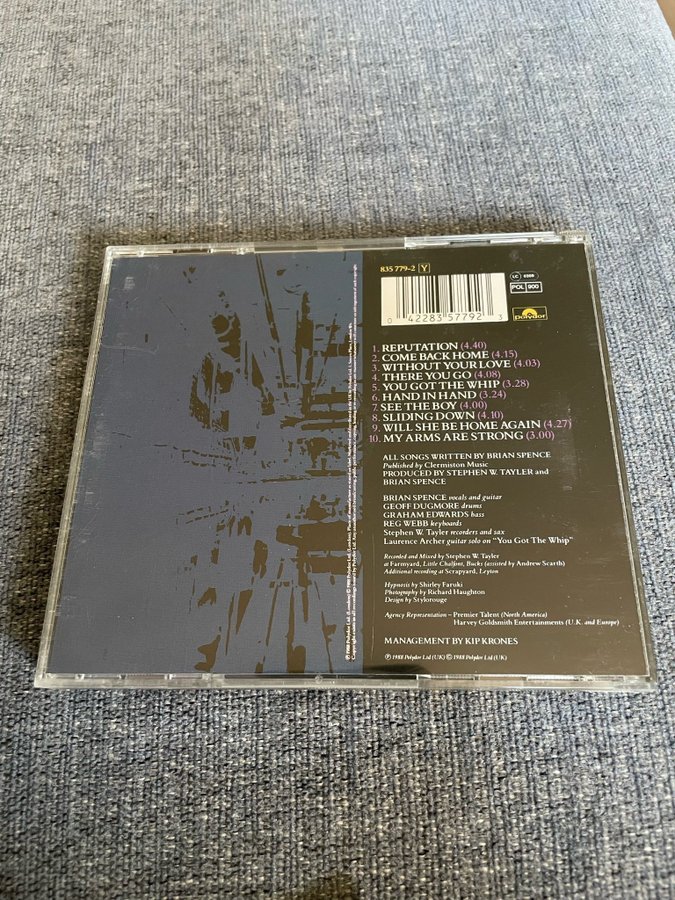 835 779-2 Y
LC
POL 900
0 42283 57792 3
Polydor
1. REPUTATION (4.40)
2. COME BACK HOME (4.15)
3. WITHOUT YOUR LOVE (4.03)
4. THERE YOU GO (4.08)
5. YOU GOT THE WHIP (3.28)
6. HAND IN HAND (3.24)
7. SEE THE BOY (4.00)
8. SLIDING DOWN (4.10)
9. WILL SHE BE HOME AGAIN (4.27)
10. MY ARMS ARE STRONG (3.00)
ALL SONGS WRITTEN BY BRIAN SPENCE
Published by Clermiston Music
PRODUCED BY STEPHEN W. TAYLER and
BRIAN SPENCE
BRIAN SPENCE vocals and guitar
GEOFF DUGMORE drums
GRAHAM EDWARDS bass
REG WEBB keyboards
Stephen W. Tayler recorders and sax
Laurence Archer guitar solo on "You Got The Whip"
Recorded and Mixed by Stephen W. Tayler
at Farmyard, Little Chalfont, Bucks (assisted by Andrew Scarth)
Additional recording at Scrapyard, Leyton
Hypnosis by Shirley Faruki
Photography by Richard Haughton
Design by Stylorouge
Agency Representation – Premier Talent (North America)
Harvey Goldsmith Entertainments (U.K. and Europe)
MANAGEMENT BY KIP KRONES
℗ 1988 Polydor Ltd (UK) © 1988 Polydor Ltd (UK)